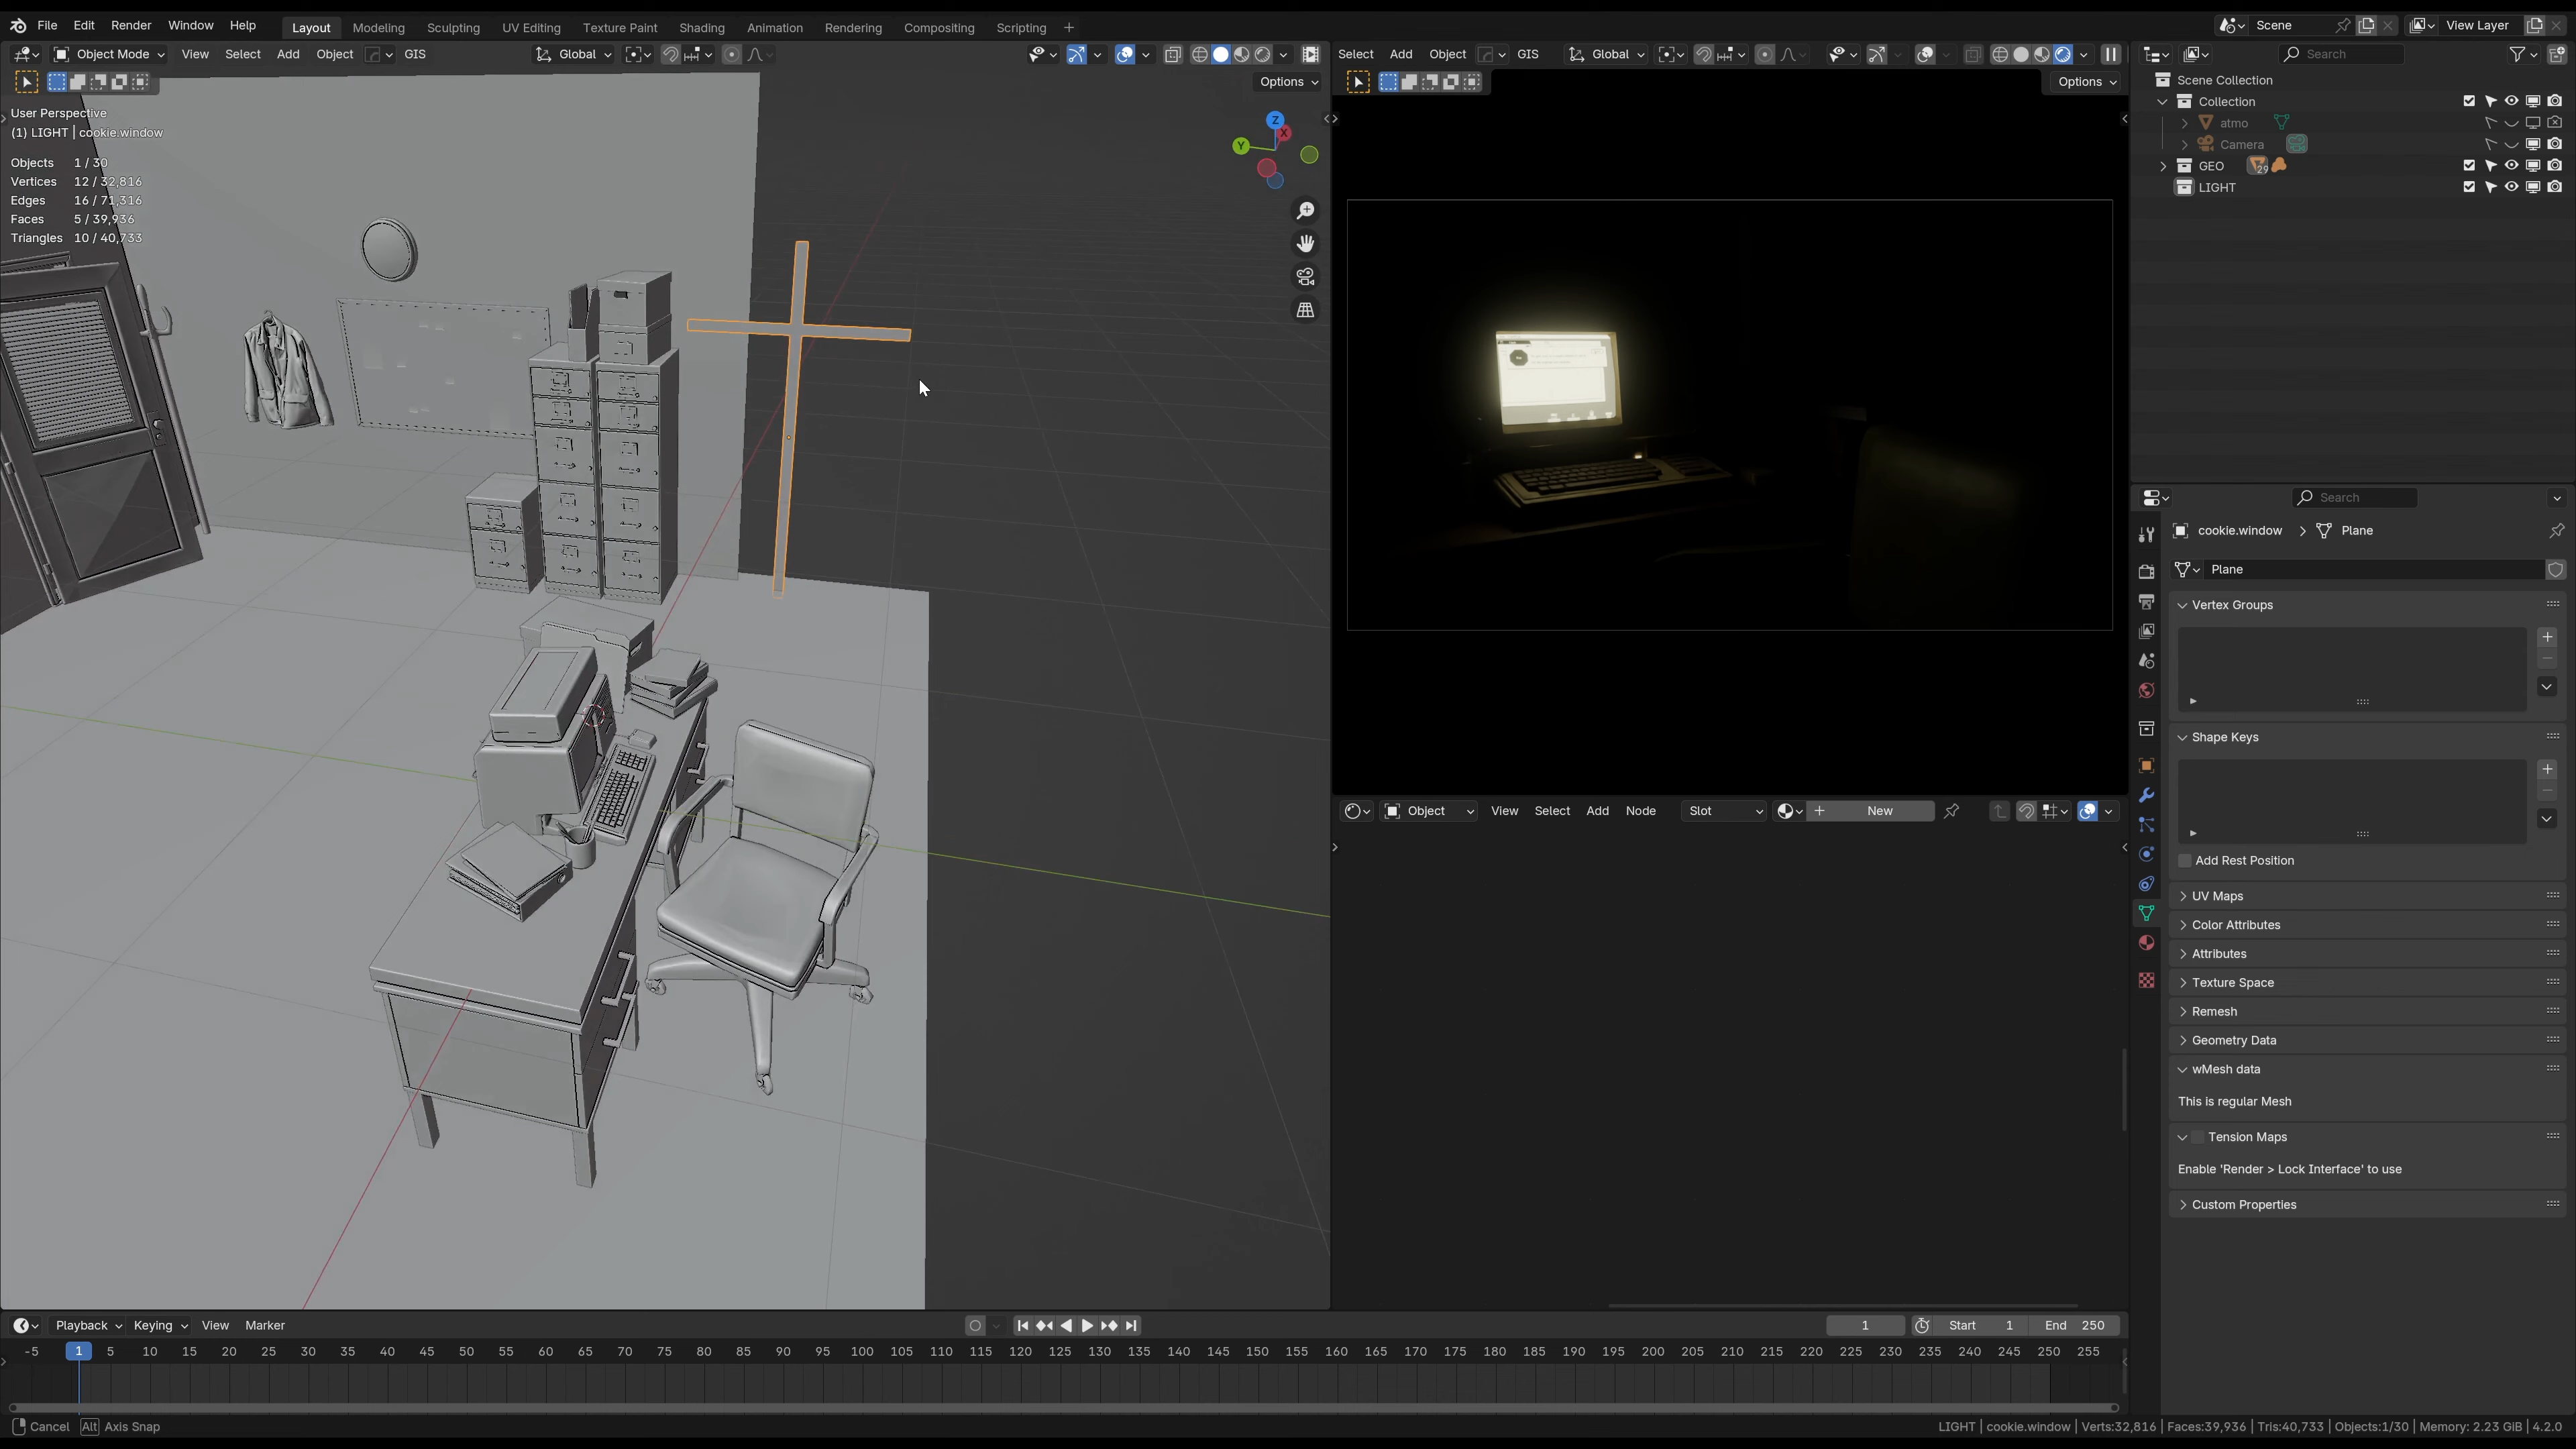 File Edit Render Window Help Layout Modeling Sculpting UV Editing Texture Paint Shading Animation Rendering Compositing Scripting + Scene View Layer
Object Mode View Select Add Object GIS Global
Select Add Object GIS Global
Search
Options
Options
User Perspective
(1) LIGHT | cookie.window
Objects 1 / 30
Vertices 12 / 32,816
Edges 16 / 71,316
Faces 5 / 39,936
Triangles 10 / 40,733
Z
X
Y
Scene Collection
Collection
atmo
Camera
GEO 29
LIGHT
Search
cookie.window > Plane
Plane
Vertex Groups
Shape Keys
Add Rest Position
UV Maps
Color Attributes
Attributes
Texture Space
Remesh
Geometry Data
wMesh data
This is regular Mesh
Tension Maps
Enable 'Render > Lock Interface' to use
Custom Properties
Object View Select Add Node Slot + New
Playback Keying View Marker 1 Start 1 End 250
-5 1 5 10 15 20 25 30 35 40 45 50 55 60 65 70 75 80 85 90 95 100 105 110 115 120 125 130 135 140 145 150 155 160 165 170 175 180 185 190 195 200 205 210 215 220 225 230 235 240 245 250 255
Cancel Alt Axis Snap
LIGHT | cookie.window | Verts:32,816 | Faces:39,936 | Tris:40,733 | Objects:1/30 | Memory: 2.23 GiB | 4.2.0